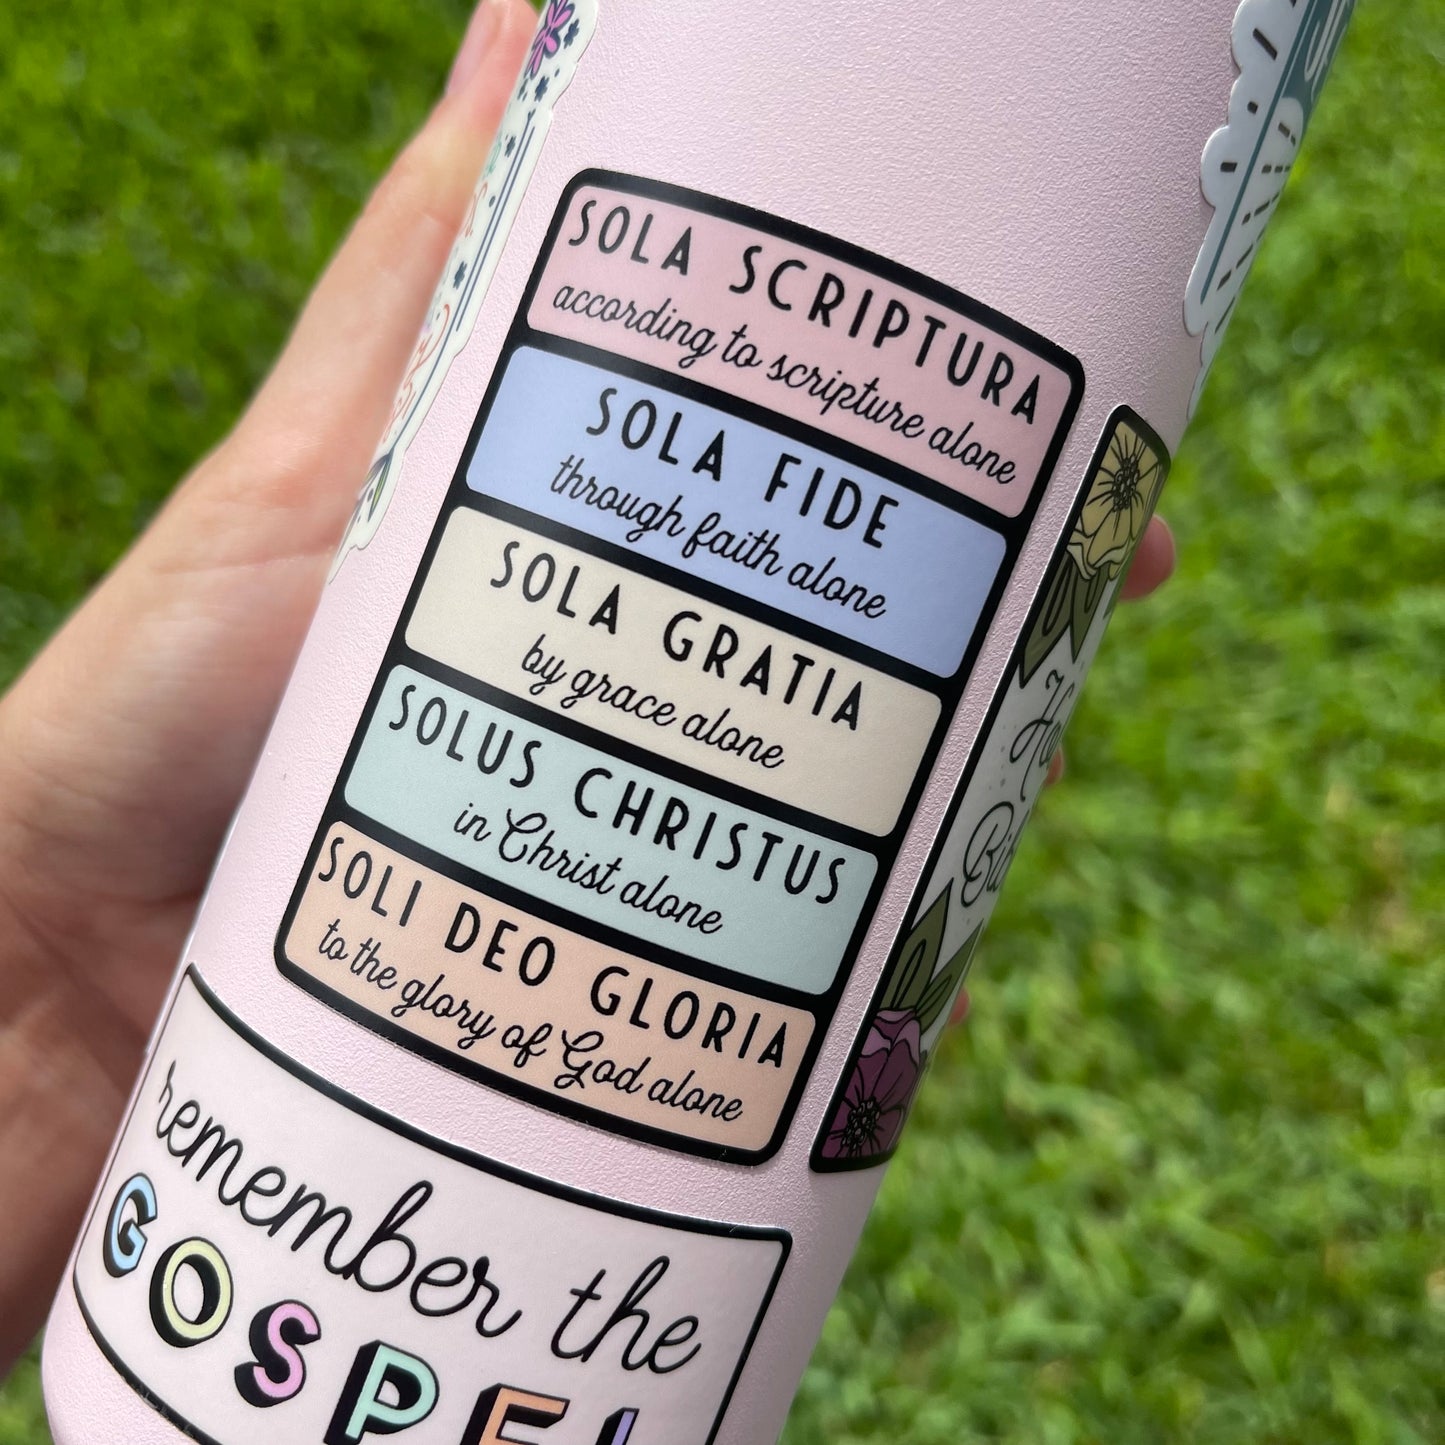 SOLA SCRIPTURA
according to scripture alone
SOLA FIDE
through faith alone
SOLA GRATIA
by grace alone
SOLUS CHRISTUS
in Christ alone
SOLI DEO GLORIA
to the glory of God alone
remember the
GOSPEL